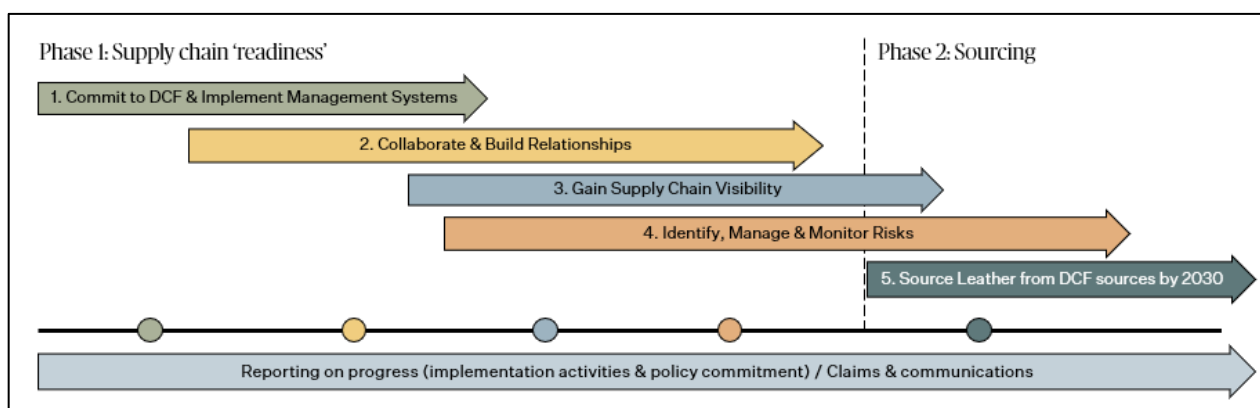 Phase 1: Supply chain ‘readiness’
Phase 2: Sourcing
1. Commit to DCF & Implement Management Systems
2. Collaborate & Build Relationships
3. Gain Supply Chain Visibility
4. Identify, Manage & Monitor Risks
5. Source Leather from DCF sources by 2030
Reporting on progress (implementation activities & policy commitment) / Claims & communications